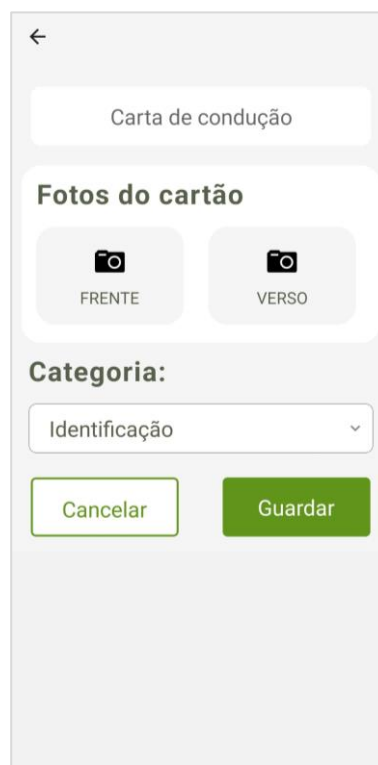 Carta de condução
Fotos do cartão
FRENTE
VERSO
Categoria:
Identificação
Cancelar
Guardar